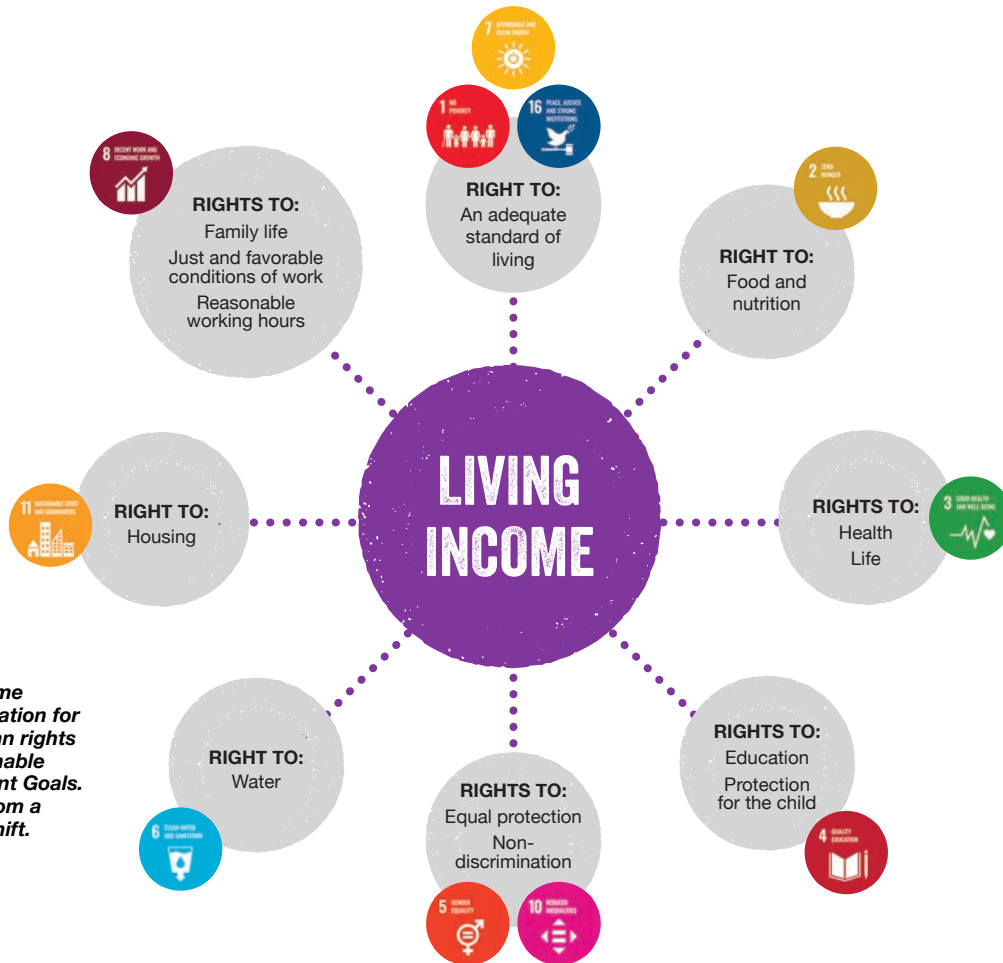 7 AFFORDABLE AND
CLEAN ENERGY
1 NO
POVERTY
16 PEACE, JUSTICE
AND STRONG
INSTITUTIONS
RIGHT TO:
An adequate
standard of
living
8 DECENT WORK AND
ECONOMIC GROWTH
RIGHTS TO:
Family life
Just and favorable
conditions of work
Reasonable
working hours
2 ZERO
HUNGER
RIGHT TO:
Food and
nutrition
LIVING
INCOME
11 SUSTAINABLE CITIES
AND COMMUNITIES
RIGHT TO:
Housing
RIGHTS TO:
Health
Life
3 GOOD HEALTH
AND WELL-BEING
me
ation for
an rights
nable
nt Goals.
om a
hift.
RIGHT TO:
Water
6 CLEAN WATER
AND SANITATION
RIGHTS TO:
Equal protection
Non-
discrimination
5 GENDER
EQUALITY
10 REDUCED
INEQUALITIES
RIGHTS TO:
Education
Protection
for the child
4 QUALITY
EDUCATION